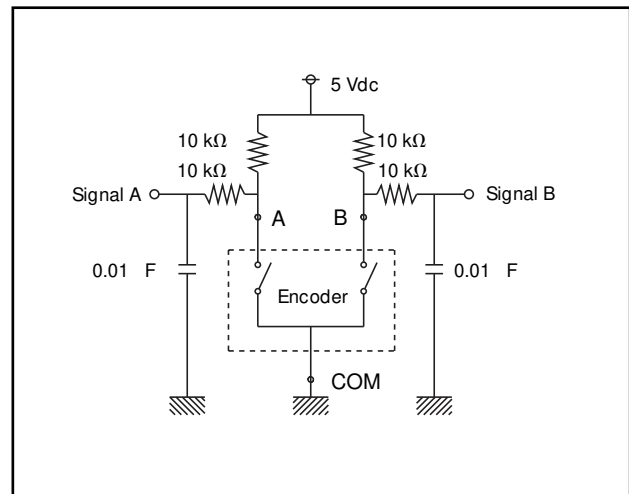 5 Vdc
10 kΩ 10 kΩ
10 kΩ 10 kΩ
Signal A Signal B
A B
0.01 F Encoder 0.01 F
COM